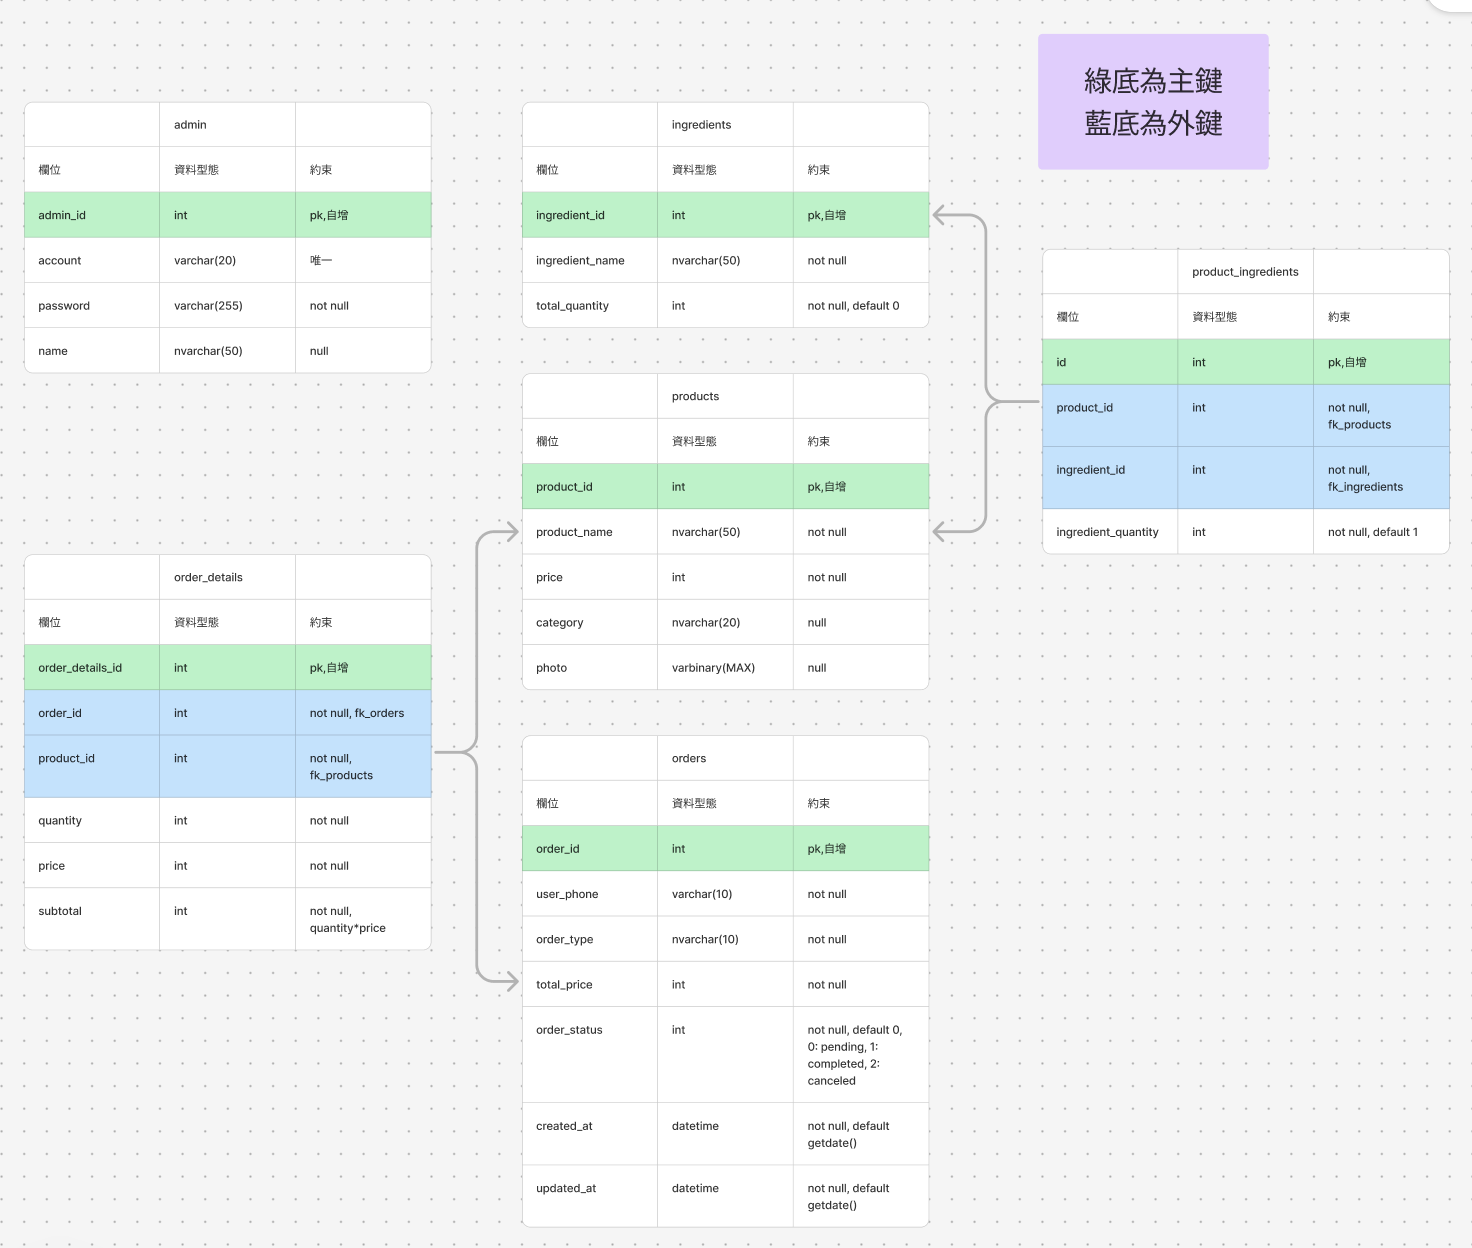 綠底為主鍵
藍底為外鍵
admin
欄位 資料型態 約束
admin_id int pk,自增
account varchar(20) 唯一
password varchar(255) not null
name nvarchar(50) null
ingredients
欄位 資料型態 約束
ingredient_id int pk,自增
ingredient_name nvarchar(50) not null
total_quantity int not null, default 0
product_ingredients
欄位 資料型態 約束
id int pk,自增
product_id int not null,
fk_products
ingredient_id int not null,
fk_ingredients
ingredient_quantity int not null, default 1
products
欄位 資料型態 約束
product_id int pk,自增
product_name nvarchar(50) not null
price int not null
category nvarchar(20) null
photo varbinary(MAX) null
order_details
欄位 資料型態 約束
order_details_id int pk,自增
order_id int not null, fk_orders
product_id int not null,
fk_products
quantity int not null
price int not null
subtotal int not null,
quantity*price
orders
欄位 資料型態 約束
order_id int pk,自增
user_phone varchar(10) not null
order_type nvarchar(10) not null
total_price int not null
order_status int not null, default 0,
0: pending, 1:
completed, 2:
canceled
created_at datetime not null, default
getdate()
updated_at datetime not null, default
getdate()